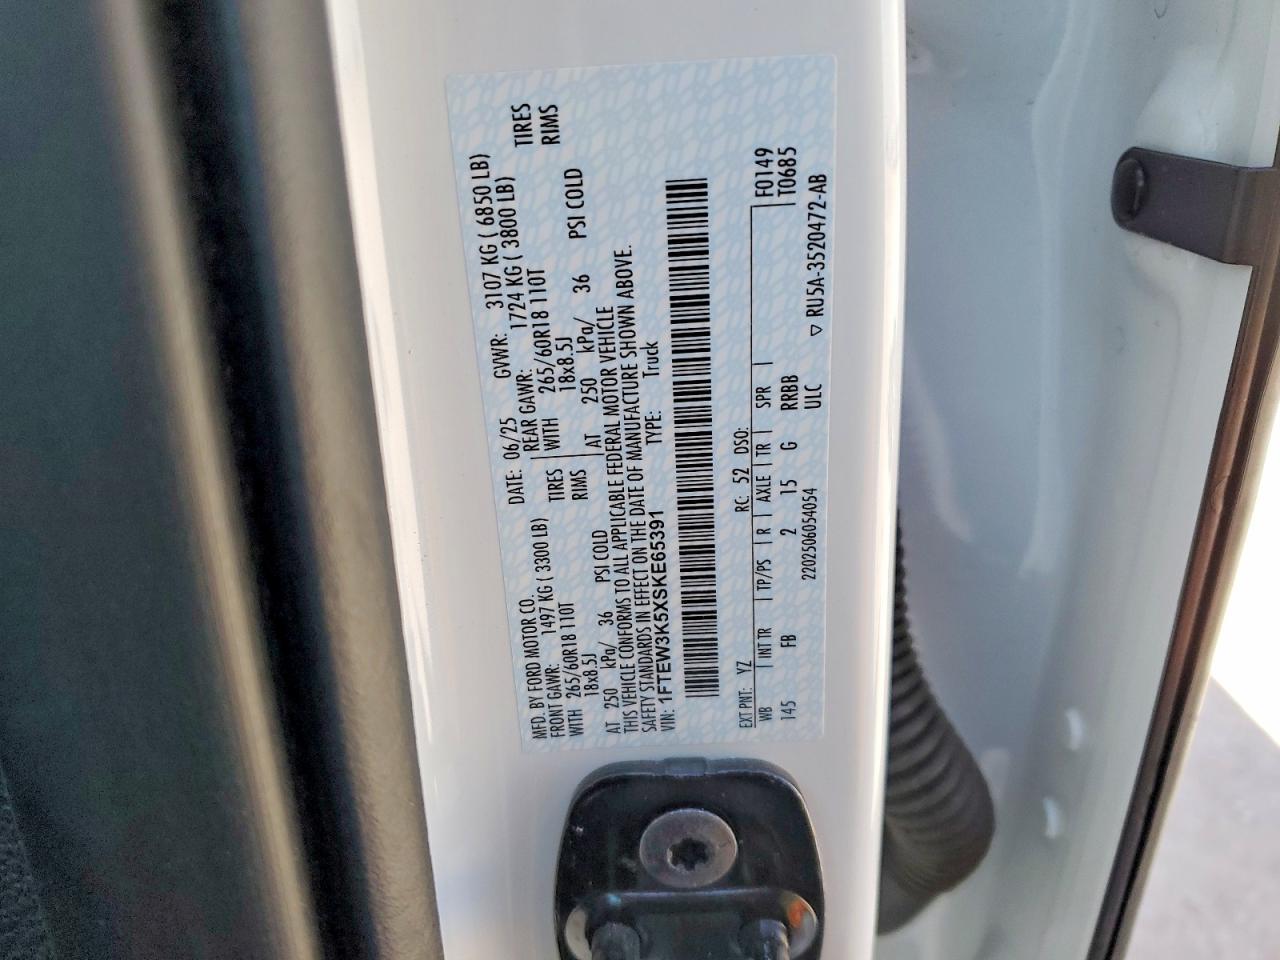 MFD. BY FORD MOTOR CO.
DATE: 06/25 GVWR: 3107 KG ( 6850 LB)
FRONT GAWR: 1497 KG ( 3300 LB) REAR GAWR: 1724 KG ( 3800 LB)
WITH 265/60R18 110T TIRES WITH 265/60R18 110T TIRES
18x8.5J RIMS 18x8.5J RIMS
AT 250 kPa/ 36 PSI COLD AT 250 kPa/ 36 PSI COLD
THIS VEHICLE CONFORMS TO ALL APPLICABLE FEDERAL MOTOR VEHICLE
SAFETY STANDARDS IN EFFECT ON THE DATE OF MANUFACTURE SHOWN ABOVE.
VIN: 1FTEW3K5XSKE65391 TYPE: Truck
EXT PNT: YZ RC: 52 DSO:
WB INT TR TP/PS R AXLE TR SPR F0149
145 FB 2 15 G RRBB T0685
2202506054054 ULC ▽ RU5A-3520472-AB